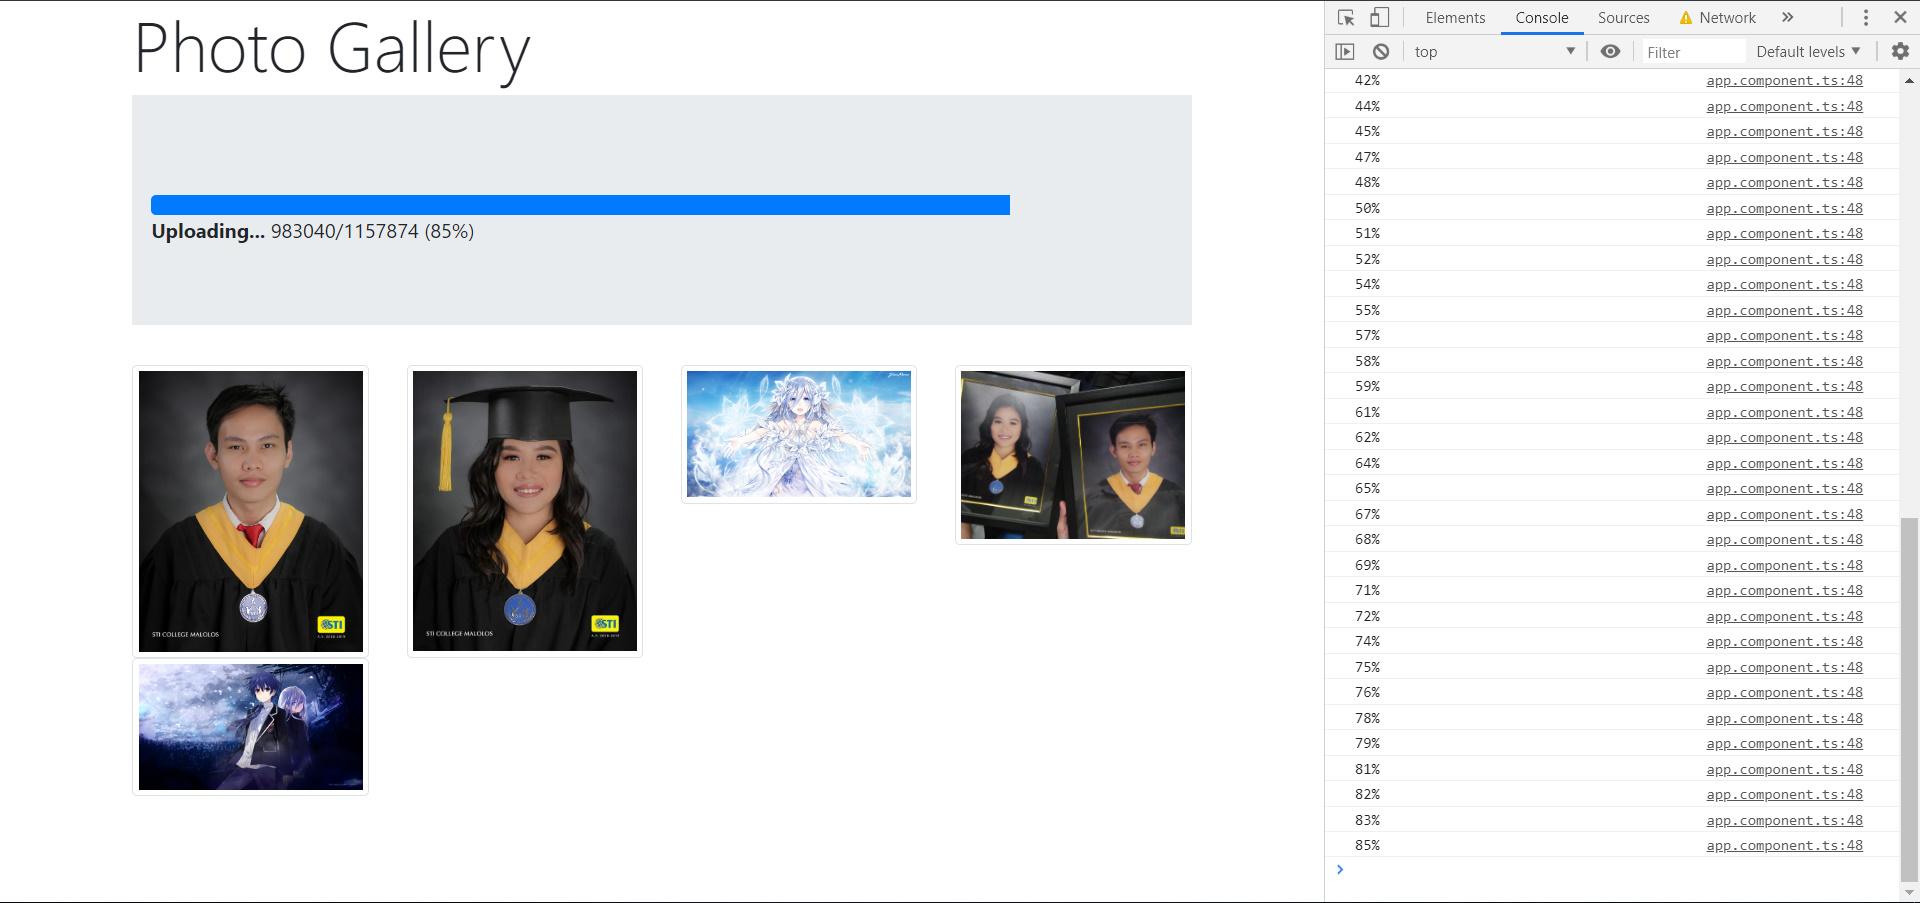 Photo Gallery
Uploading... 983040/1157874 (85%)
STI COLLEGE MALOLOS
STI
STI COLLEGE MALOLOS
STI
STI
Elements Console Sources Network
top Filter Default levels
42% app.component.ts:48
44% app.component.ts:48
45% app.component.ts:48
47% app.component.ts:48
48% app.component.ts:48
50% app.component.ts:48
51% app.component.ts:48
52% app.component.ts:48
54% app.component.ts:48
55% app.component.ts:48
57% app.component.ts:48
58% app.component.ts:48
59% app.component.ts:48
61% app.component.ts:48
62% app.component.ts:48
64% app.component.ts:48
65% app.component.ts:48
67% app.component.ts:48
68% app.component.ts:48
69% app.component.ts:48
71% app.component.ts:48
72% app.component.ts:48
74% app.component.ts:48
75% app.component.ts:48
76% app.component.ts:48
78% app.component.ts:48
79% app.component.ts:48
81% app.component.ts:48
82% app.component.ts:48
83% app.component.ts:48
85% app.component.ts:48